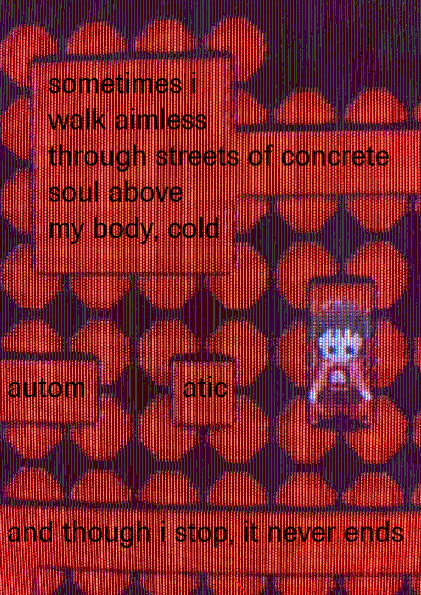 sometimes i
walk aimless
through streets of concrete
soul above
my body, cold
autom atic
and though i stop, it never ends